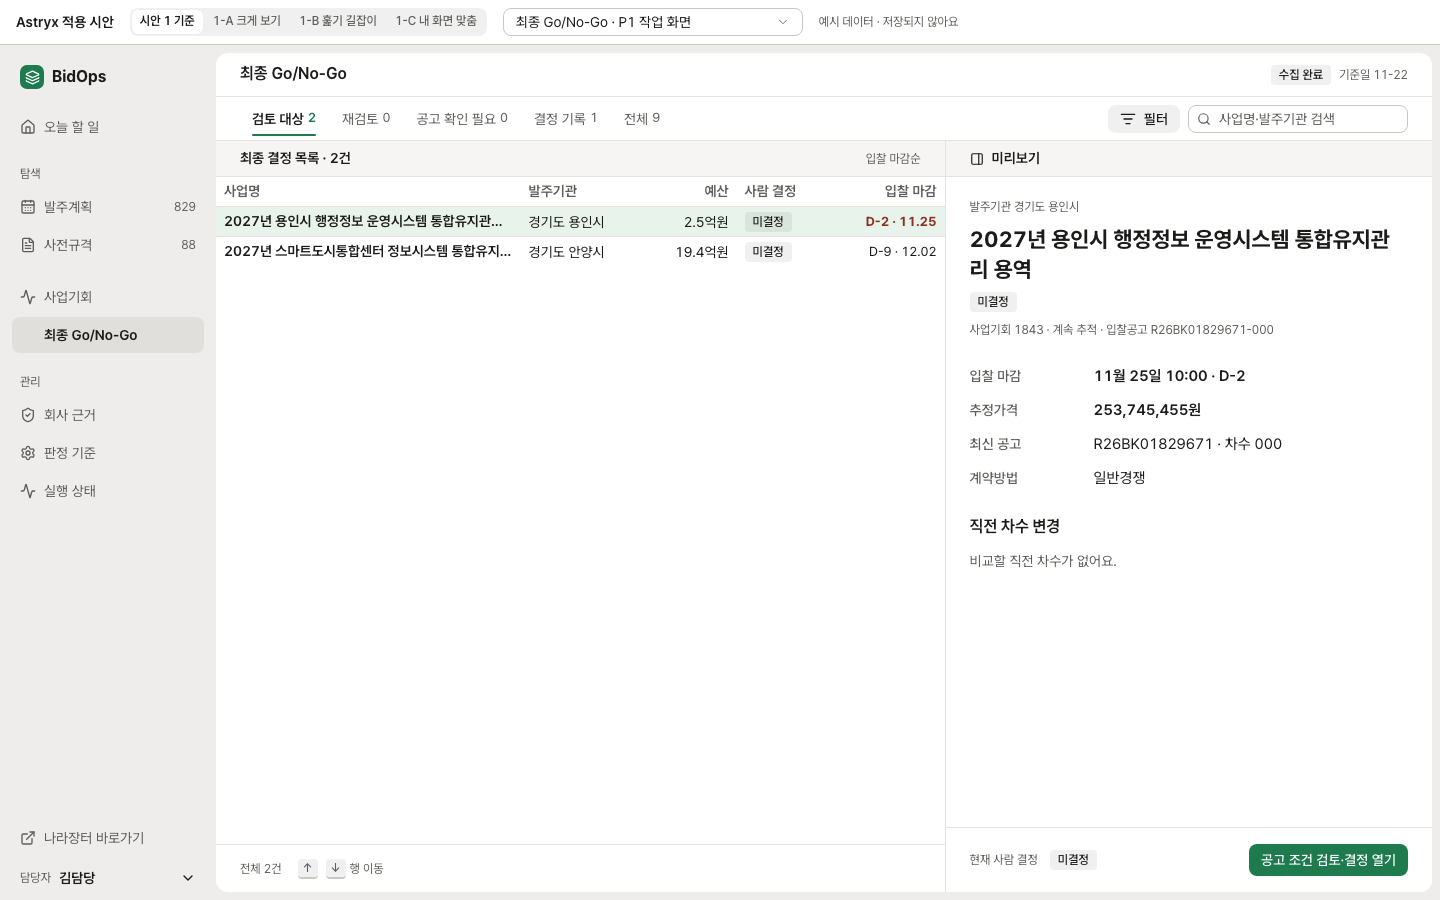 Astryx 적용 시안
시안 1 기준 1-A 크게 보기 1-B 훑기 길잡이 1-C 내 화면 맞춤
최종 Go/No-Go · P1 작업 화면
예시 데이터 · 저장되지 않아요
BidOps
오늘 할 일
탐색
발주계획 829
사전규격 88
사업기회
최종 Go/No-Go
관리
회사 근거
판정 기준
실행 상태
나라장터 바로가기
담당자 김담당
최종 Go/No-Go
수집 완료 기준일 11-22
검토 대상 2 재검토 0 공고 확인 필요 0 결정 기록 1 전체 9
필터
사업명·발주기관 검색
최종 결정 목록 · 2건 입찰 마감순
사업명 발주기관 예산 사람 결정 입찰 마감
2027년 용인시 행정정보 운영시스템 통합유지관... 경기도 용인시 2.5억원 미결정 D-2 · 11.25
2027년 스마트도시통합센터 정보시스템 통합유지... 경기도 안양시 19.4억원 미결정 D-9 · 12.02
전체 2건 ↑ ↓ 행 이동
미리보기
발주기관 경기도 용인시
2027년 용인시 행정정보 운영시스템 통합유지관
리 용역
미결정
사업기회 1843 · 계속 추적 · 입찰공고 R26BK01829671-000
입찰 마감 11월 25일 10:00 · D-2
추정가격 253,745,455원
최신 공고 R26BK01829671 · 차수 000
계약방법 일반경쟁
직전 차수 변경
비교할 직전 차수가 없어요.
현재 사람 결정 미결정
공고 조건 검토·결정 열기